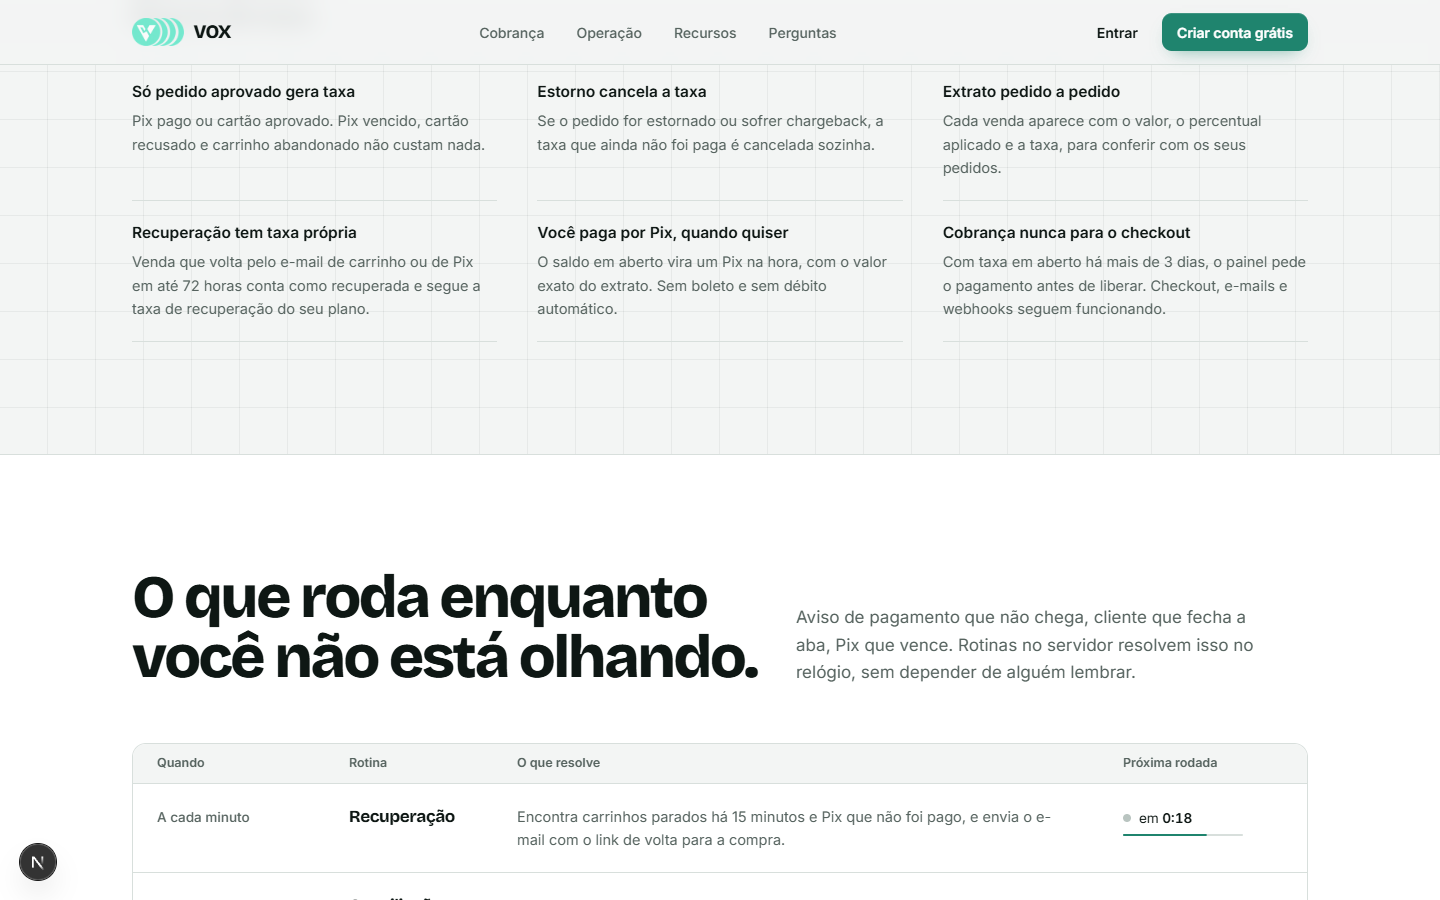 VOX
Cobrança
Operação
Recursos
Perguntas
Entrar
Criar conta grátis
Só pedido aprovado gera taxa
Pix pago ou cartão aprovado. Pix vencido, cartão
recusado e carrinho abandonado não custam nada.
Estorno cancela a taxa
Se o pedido for estornado ou sofrer chargeback, a
taxa que ainda não foi paga é cancelada sozinha.
Extrato pedido a pedido
Cada venda aparece com o valor, o percentual
aplicado e a taxa, para conferir com os seus
pedidos.
Recuperação tem taxa própria
Venda que volta pelo e-mail de carrinho ou de Pix
em até 72 horas conta como recuperada e segue a
taxa de recuperação do seu plano.
Você paga por Pix, quando quiser
O saldo em aberto vira um Pix na hora, com o valor
exato do extrato. Sem boleto e sem débito
automático.
Cobrança nunca para o checkout
Com taxa em aberto há mais de 3 dias, o painel pede
o pagamento antes de liberar. Checkout, e-mails e
webhooks seguem funcionando.
O que roda enquanto
você não está olhando.
Aviso de pagamento que não chega, cliente que fecha a
aba, Pix que vence. Rotinas no servidor resolvem isso no
relógio, sem depender de alguém lembrar.
Quando
Rotina
O que resolve
Próxima rodada
A cada minuto
Recuperação
Encontra carrinhos parados há 15 minutos e Pix que não foi pago, e envia o e-
mail com o link de volta para a compra.
em 0:18